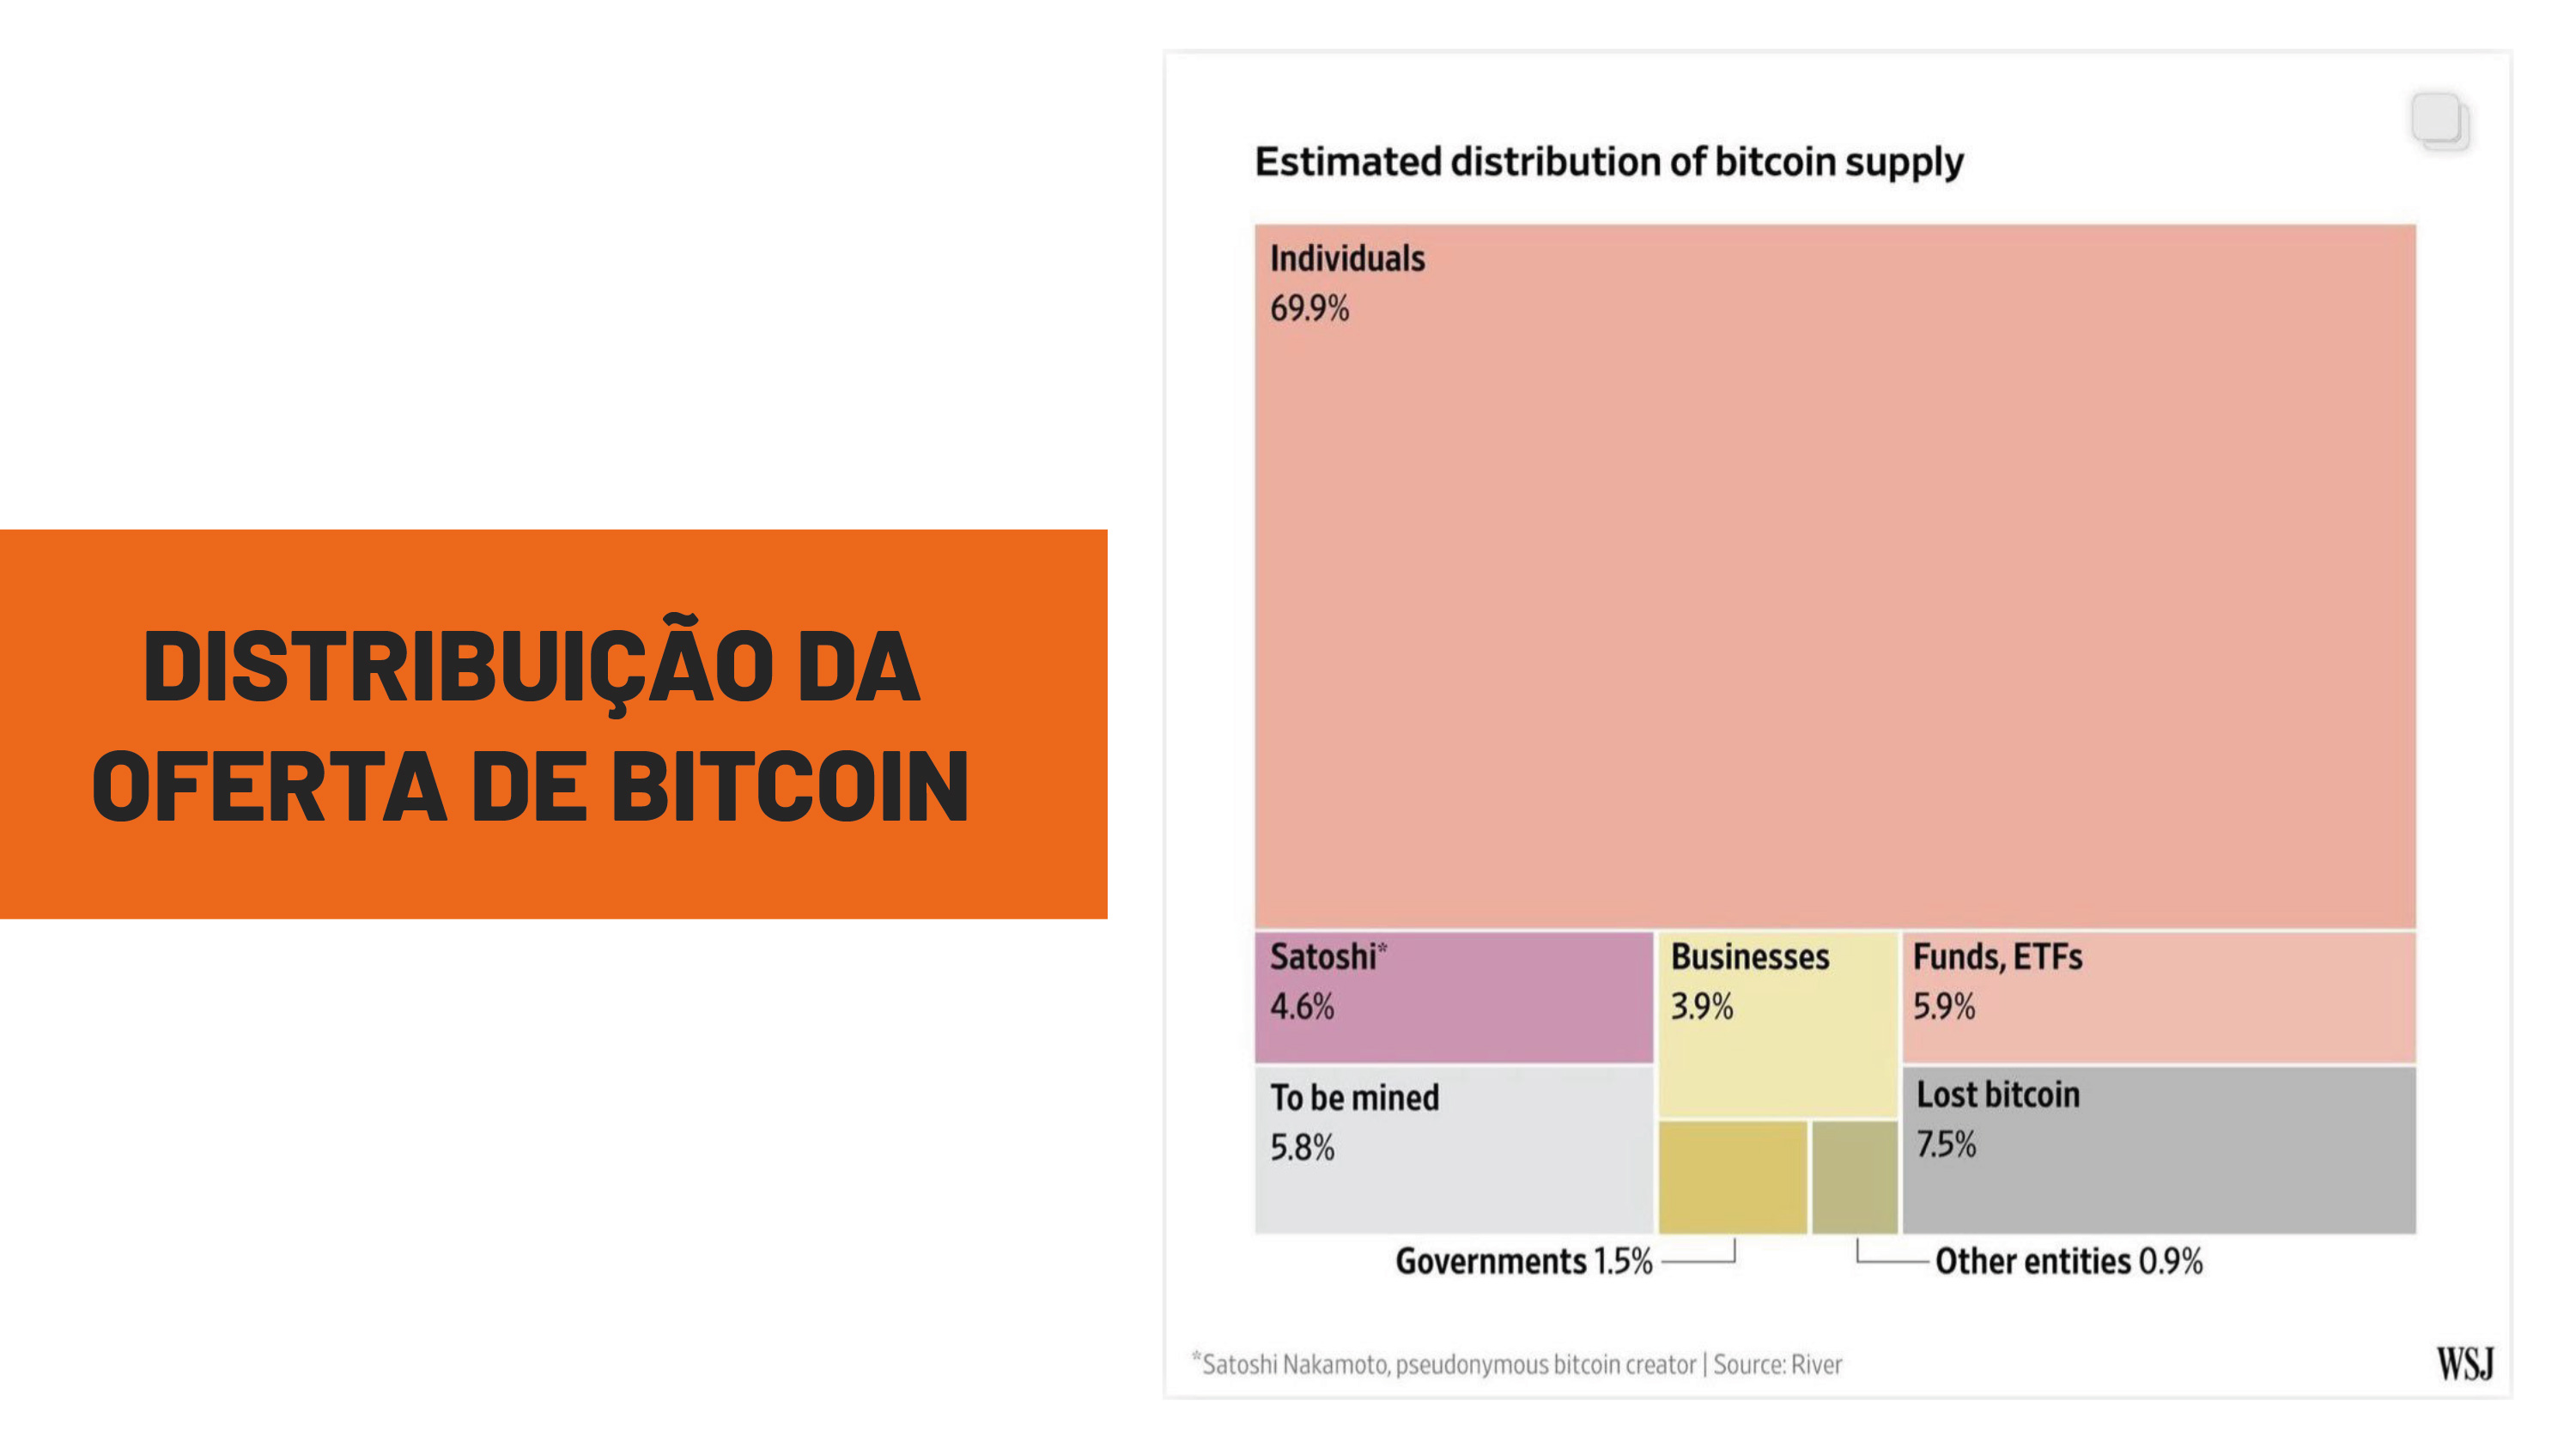 DISTRIBUIÇÃO DA
OFERTA DE BITCOIN
Estimated distribution of bitcoin supply
Individuals
69.9%
Satoshi*
4.6%
Businesses
3.9%
Funds, ETFs
5.9%
To be mined
5.8%
Lost bitcoin
7.5%
Governments 1.5%
Other entities 0.9%
*Satoshi Nakamoto, pseudonymous bitcoin creator | Source: River
WSJ